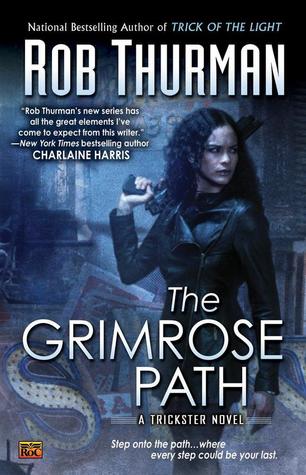 National Bestselling Author of TRICK OF THE LIGHT
ROB THURMAN
“Rob Thurman’s new series has
all the great elements I’ve
come to expect from this writer.”
—New York Times bestselling author
CHARLAINE HARRIS
The
GRIMROSE
PATH
A TRICKSTER NOVEL
ROC
Step onto the path...where
every step could be your last.